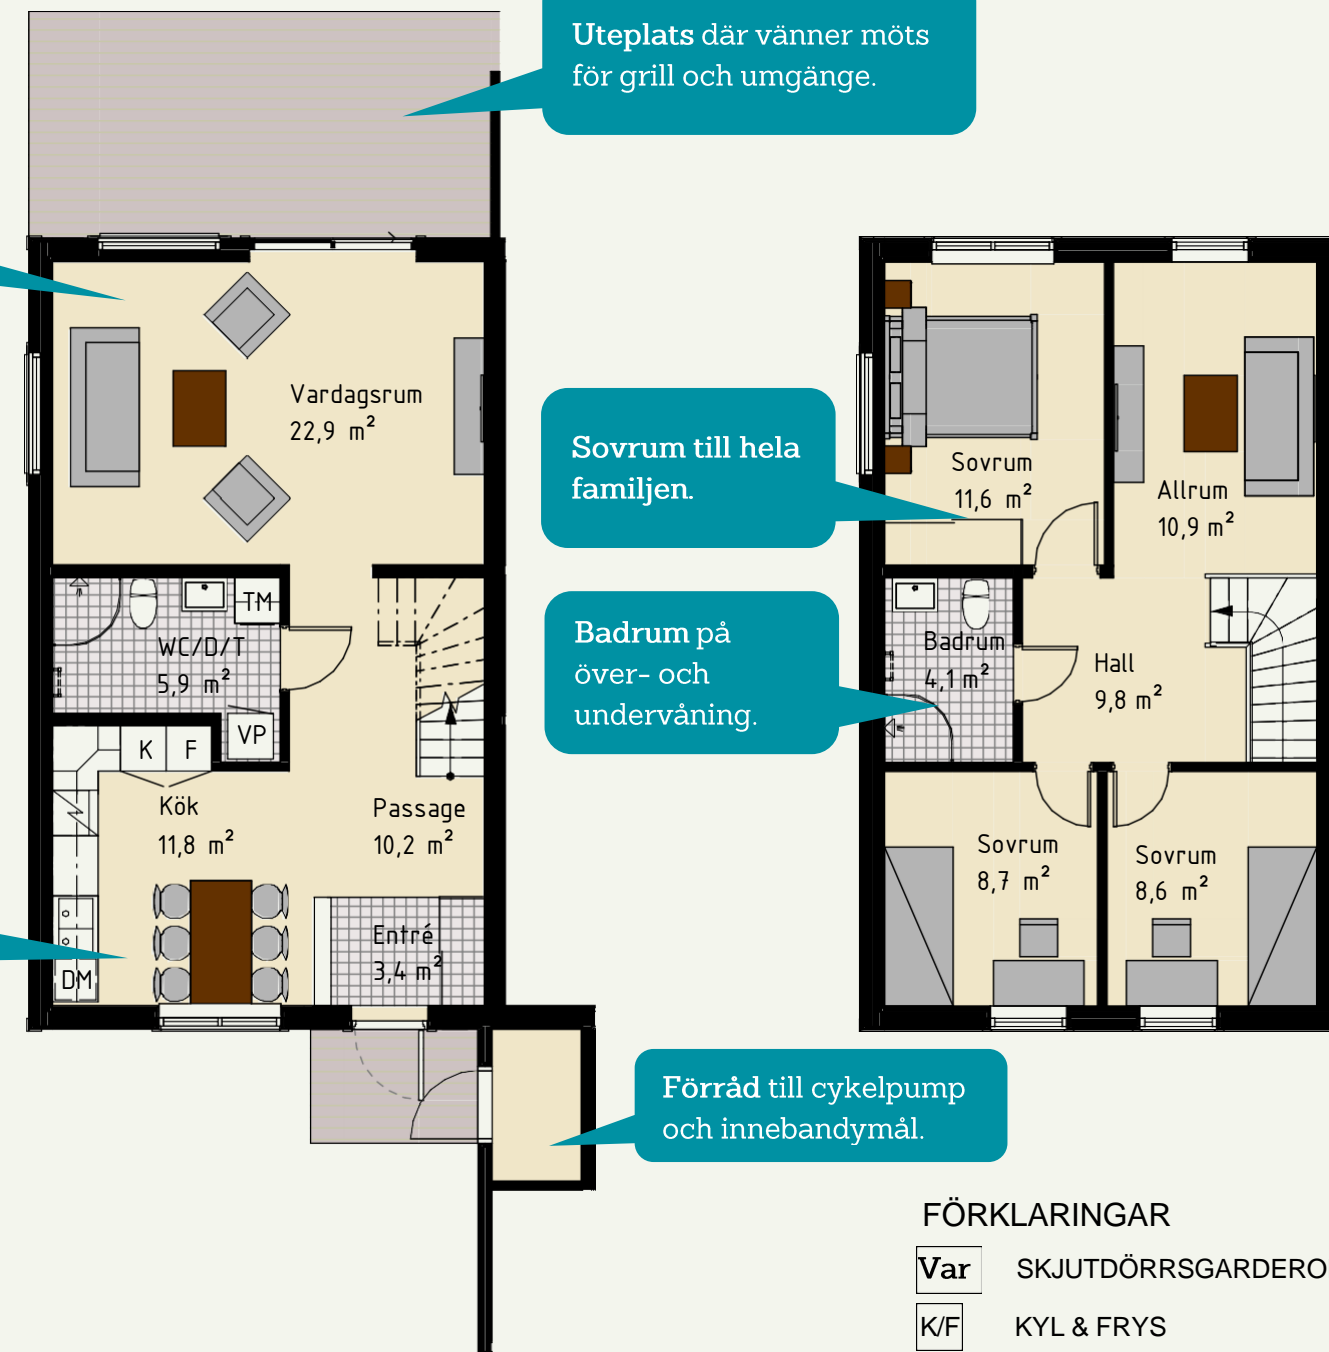 Uteplats där vänner möts
för grill och umgänge.
Vardagsrum
22,9 m²
TM
WC/D/T
5,9 m²
VP
K
F
Kök
11,8 m²
Passage
10,2 m²
Entré
3,4 m²
DM
Sovrum till hela
familjen.
Badrum på
över- och
undervåning.
Sovrum
11,6 m²
Allrum
10,9 m²
Badrum
4,1 m²
Hall
9,8 m²
Sovrum
8,7 m²
Sovrum
8,6 m²
Förråd till cykelpump
och innebandymål.
FÖRKLARINGAR
Var SKJUTDÖRRSGARDERO
K/F KYL & FRYS